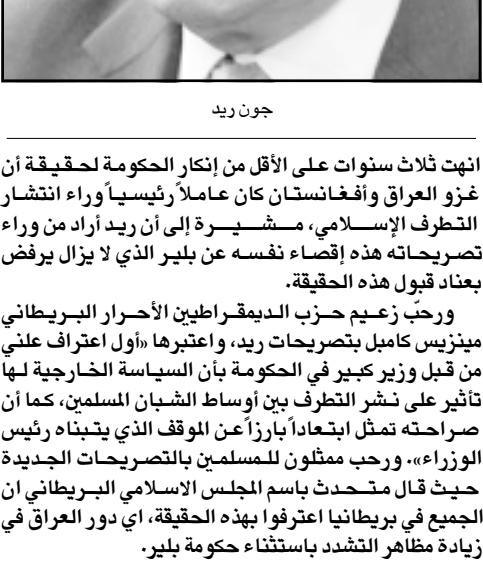 جون ريد
انهت ثلاث سنوات على الأقل من إنكار الحكومة لحقيقة أن
غزو العراق وأفغانستان كان عاملاً رئيسياً وراء انتشار
التطرف الإسلامي، مشيرة إلى أن ريد أراد من وراء
تصريحاته هذه إقصاء نفسه عن بلير الذي لا يزال يرفض
بعناد قبول هذه الحقيقة.
ورحبّ زعيم حزب الديمقراطيين الأحرار البريطاني
مينزيس كامبل بتصريحات ريد، واعتبرها «أول اعتراف علني
من قبل وزير كبير في الحكومة بأن السياسة الخارجية لها
تأثير على نشر التطرف بين أوساط الشبان المسلمين، كما أن
صراحته تمثل ابتعاداً بارزاً عن الموقف الذي يتبناه رئيس
الوزراء». ورحب ممثلون للمسلمين بالتصريحات الجديدة
حيث قال متحدث باسم المجلس الاسلامي البريطاني ان
الجميع في بريطانيا اعترفوا بهذه الحقيقة، اي دور العراق في
زيادة مظاهر التشدد باستثناء حكومة بلير.